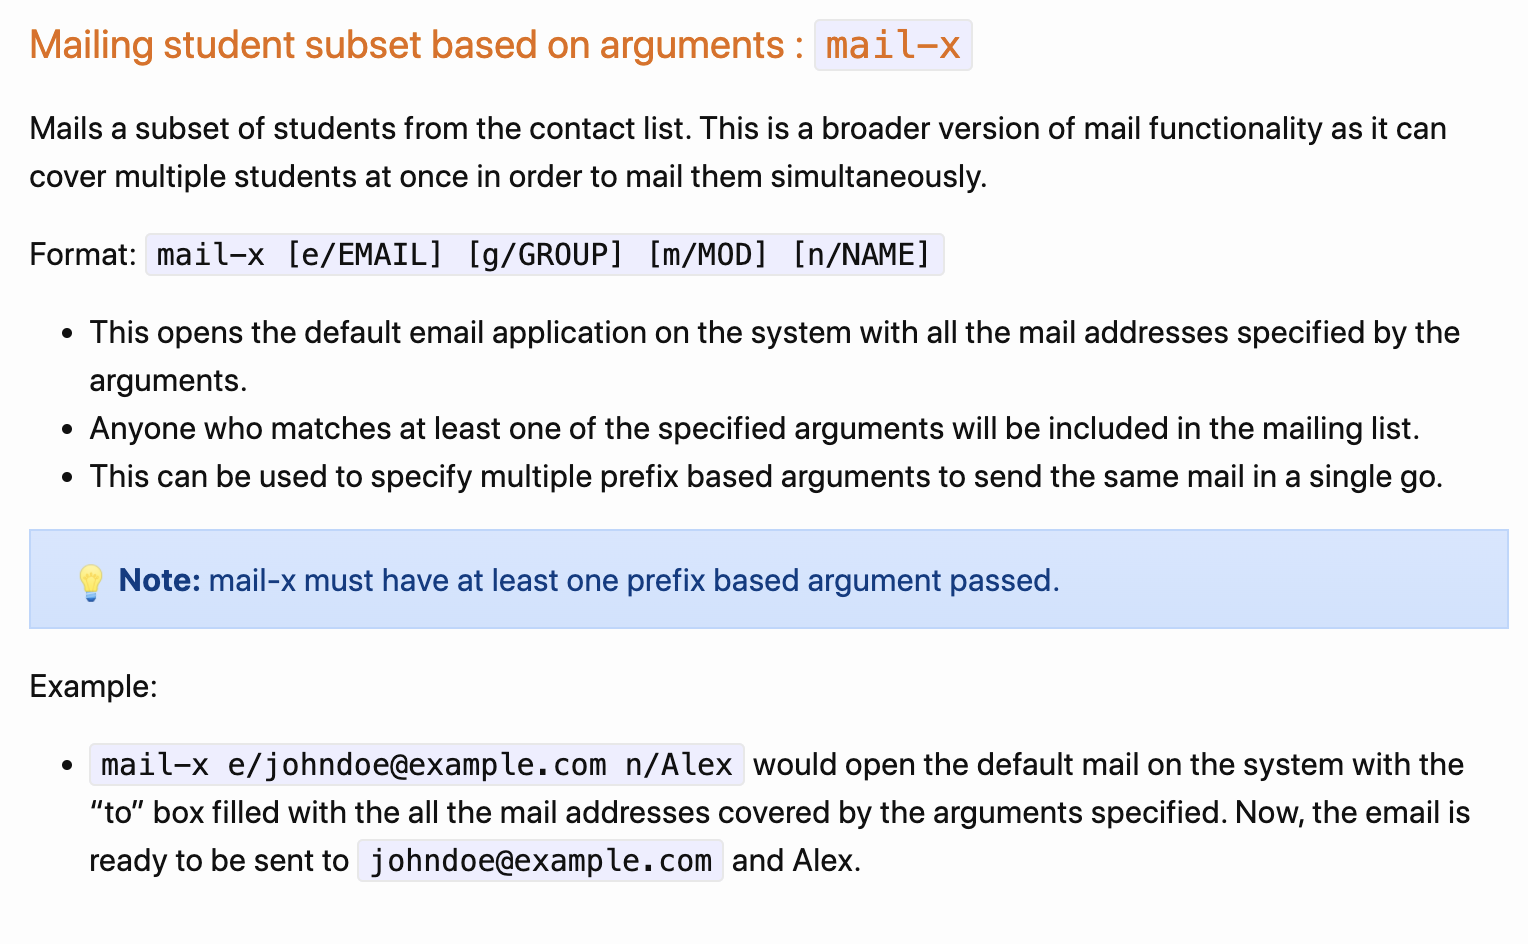 Mailing student subset based on arguments : mail-x
Mails a subset of students from the contact list. This is a broader version of mail functionality as it can
cover multiple students at once in order to mail them simultaneously.
Format: mail-x [e/EMAIL] [g/GROUP] [m/MOD] [n/NAME]
• This opens the default email application on the system with all the mail addresses specified by the
arguments.
• Anyone who matches at least one of the specified arguments will be included in the mailing list.
• This can be used to specify multiple prefix based arguments to send the same mail in a single go.
💡 Note: mail-x must have at least one prefix based argument passed.
Example:
• mail-x e/johndoe@example.com n/Alex would open the default mail on the system with the
“to” box filled with the all the mail addresses covered by the arguments specified. Now, the email is
ready to be sent to johndoe@example.com and Alex.